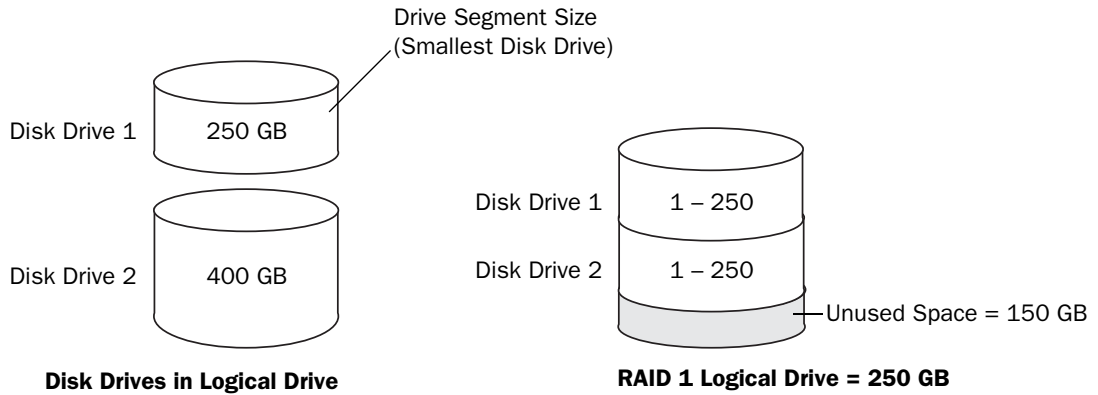 Drive Segment Size
(Smallest Disk Drive)
Disk Drive 1
250 GB
Disk Drive 2
400 GB
Disk Drives in Logical Drive
Disk Drive 1
1 – 250
Disk Drive 2
1 – 250
Unused Space = 150 GB
RAID 1 Logical Drive = 250 GB